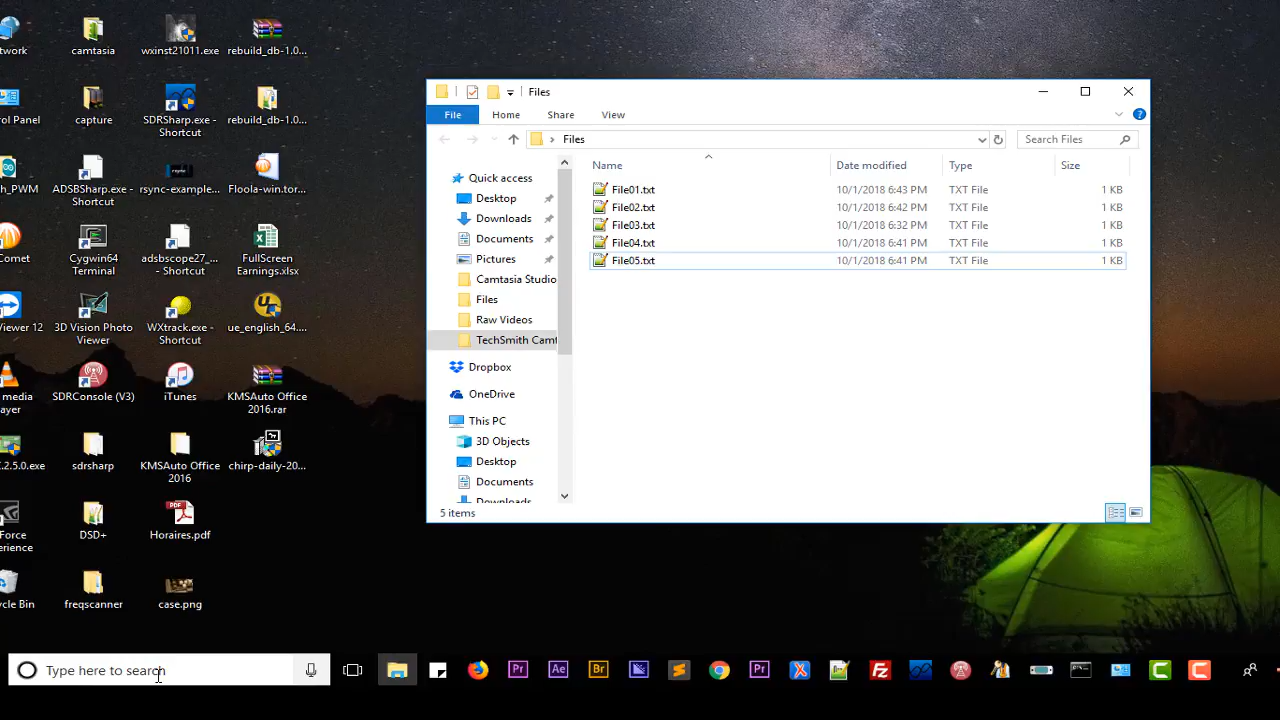 etwork
camtasia
wxinst21011.exe
rebuild_db-1.0...
rol Panel
capture
SDRSharp.exe -
Shortcut
rebuild_db-1.0...
h_PWM
ADSBSharp.exe -
Shortcut
rsync-example...
Floola-win.tor...
Comet
Cygwin64
Terminal
adsbscope27_...
- Shortcut
FullScreen
Earnings.xlsx
Viewer 12
3D Vision Photo
Viewer
WXtrack.exe -
Shortcut
ue_english_64....
media
ayer
SDRConsole (V3)
iTunes
KMSAuto Office
2016.rar
.2.5.0.exe
sdrsharp
KMSAuto Office
2016
chirp-daily-20...
Force
erience
DSD+
Horaires.pdf
ycle Bin
freqscanner
case.png
Files
File Home Share View
Files
Search Files
Name Date modified Type Size
File01.txt 10/1/2018 6:43 PM TXT File 1 KB
File02.txt 10/1/2018 6:42 PM TXT File 1 KB
File03.txt 10/1/2018 6:32 PM TXT File 1 KB
File04.txt 10/1/2018 6:41 PM TXT File 1 KB
File05.txt 10/1/2018 6:41 PM TXT File 1 KB
Quick access
Desktop
Downloads
Documents
Pictures
Camtasia Studio
Files
Raw Videos
TechSmith Camt
Dropbox
OneDrive
This PC
3D Objects
Desktop
Documents
Downloads
5 items
Type here to search
Pr Ae Br Pr